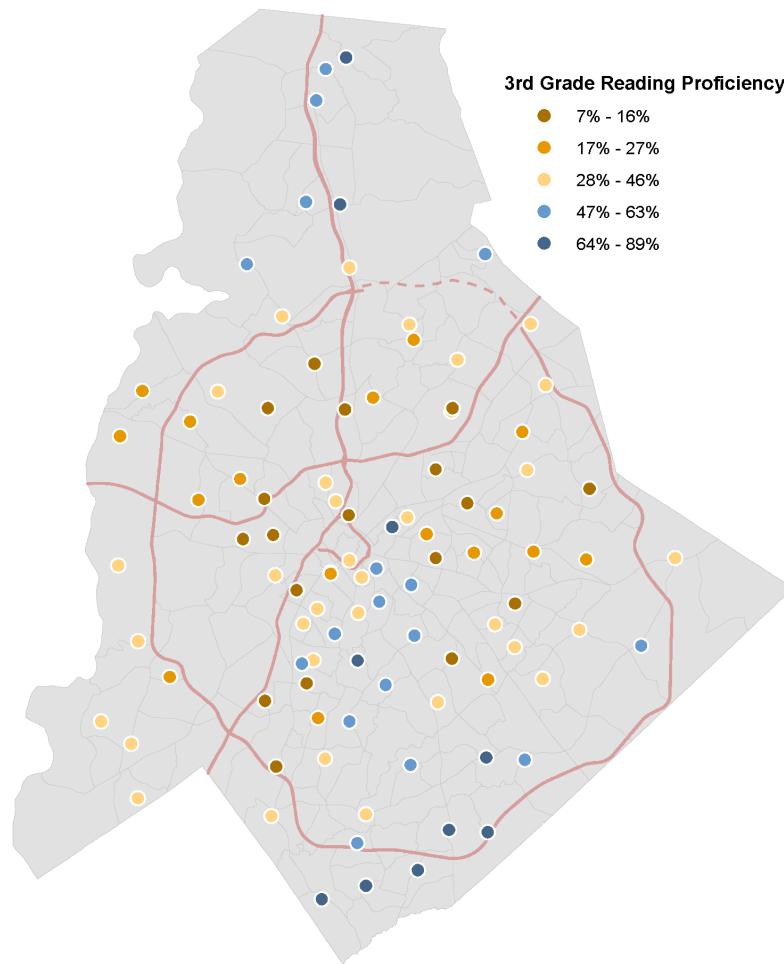 3rd Grade Reading Proficiency
7% - 16%
17% - 27%
28% - 46%
47% - 63%
64% - 89%